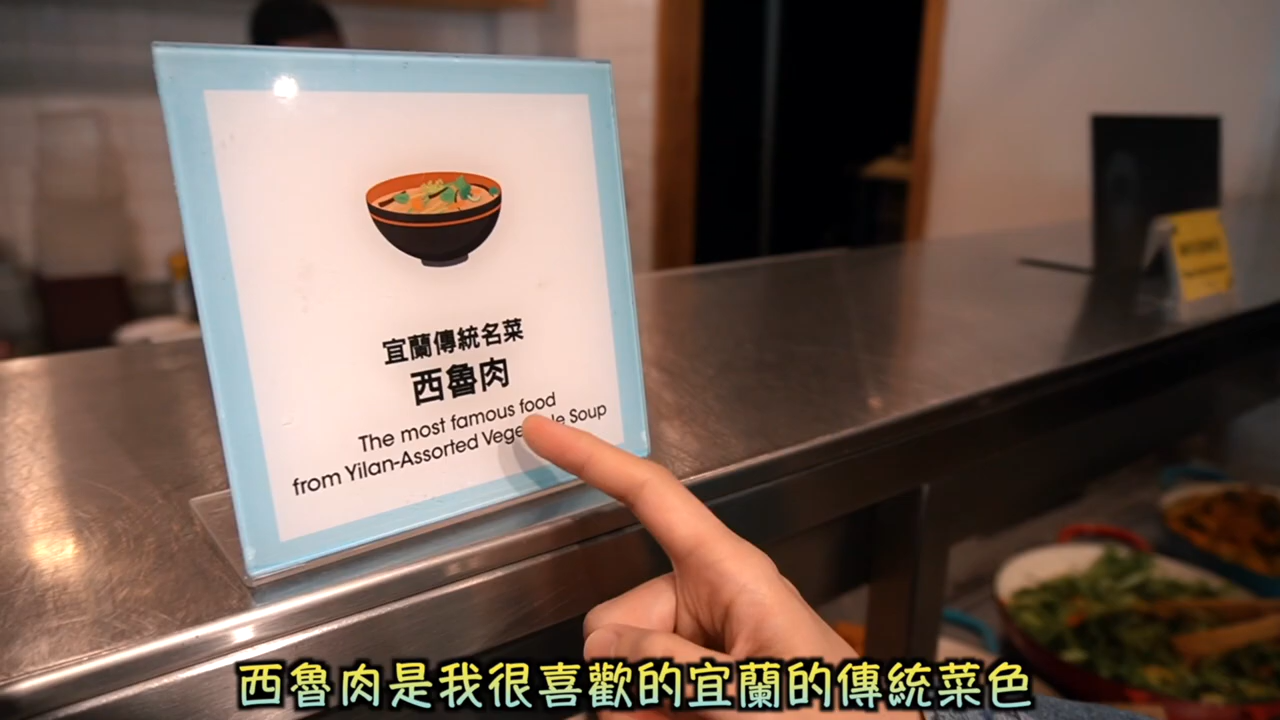 宜蘭傳統名菜
西魯肉
The most famous food
from Yilan-Assorted Vegetable Soup
西魯肉是我很喜歡的宜蘭的傳統菜色